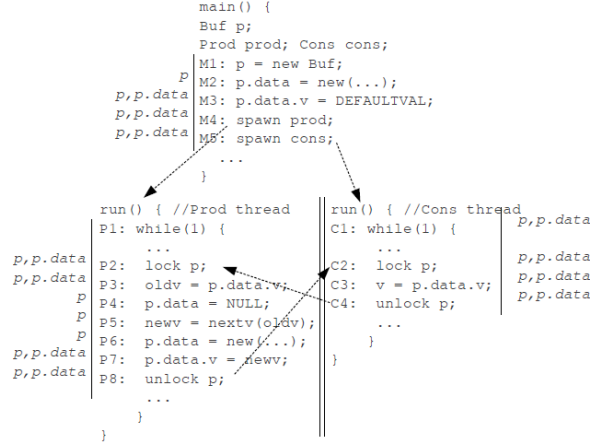 main() {
Buf p;
Prod prod; Cons cons;
M1: p = new Buf;
p
M2: p.data = new(...);
p,p.data
M3: p.data.v = DEFAULTVAL;
p,p.data
M4: spawn prod;
p,p.data
M5: spawn cons;
...
}
run() { //Prod thread
P1: while(1) {
...
p,p.data
P2: lock p;
p,p.data
P3: oldv = p.data.v;
p
P4: p.data = NULL;
p
P5: newv = nextv(oldv);
p
P6: p.data = new(...);
p,p.data
P7: p.data.v = newv;
p,p.data
P8: unlock p;
...
}
}
run() { //Cons thread
p,p.data
C1: while(1) {
...
p,p.data
C2: lock p;
p,p.data
C3: v = p.data.v;
p,p.data
C4: unlock p;
...
}
}